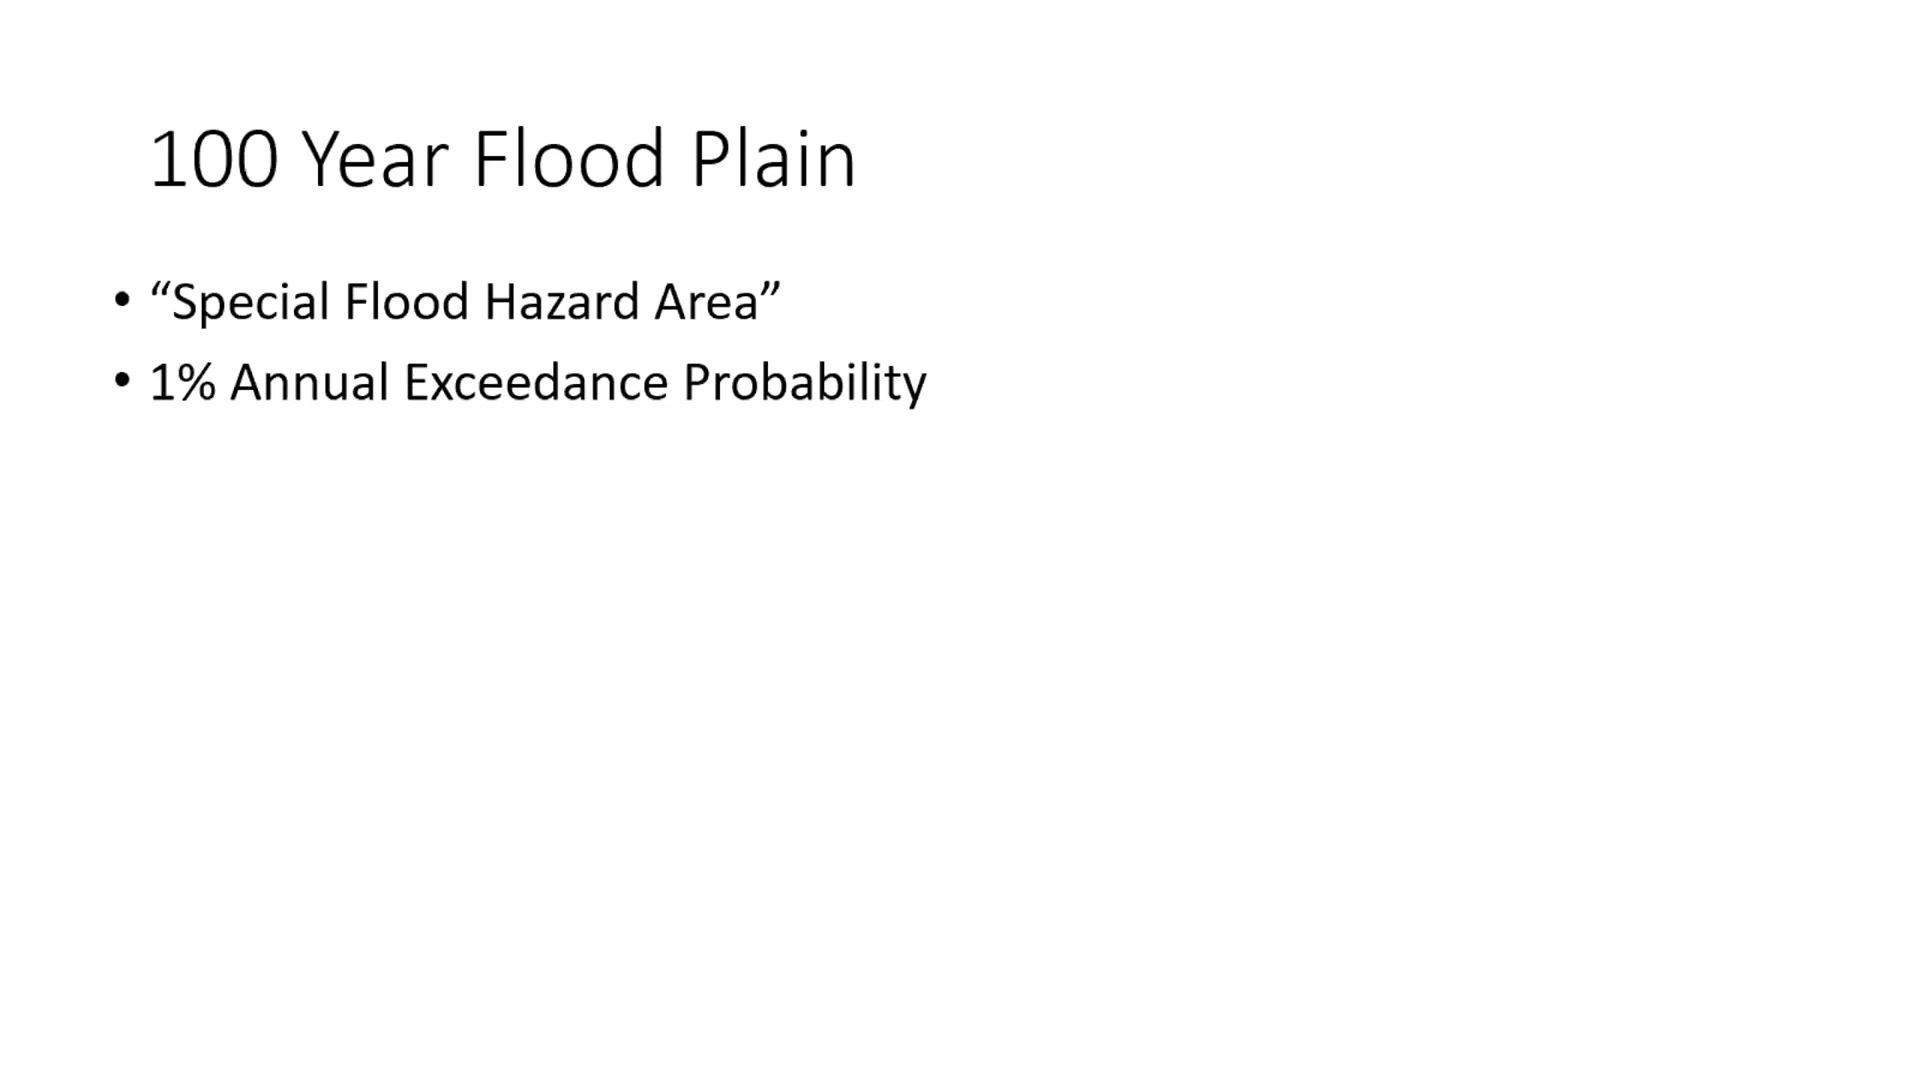 100 Year Flood Plain
• “Special Flood Hazard Area”
• 1% Annual Exceedance Probability